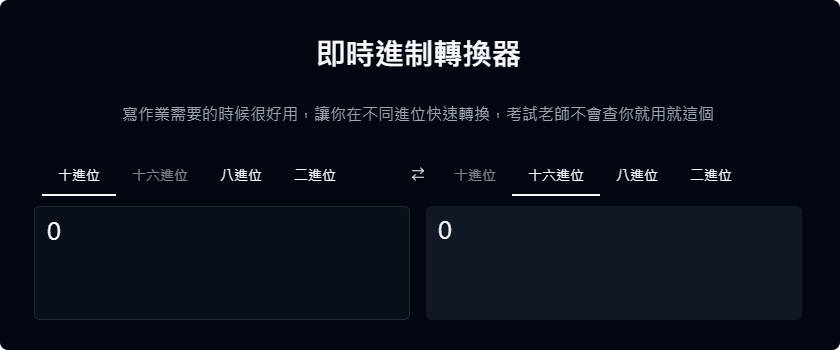 即時進制轉換器
寫作業需要的時候很好用，讓你在不同進位快速轉換，考試老師不會查你就用就這個
十進位 十六進位 八進位 二進位 ⇄ 十進位 十六進位 八進位 二進位
0 0